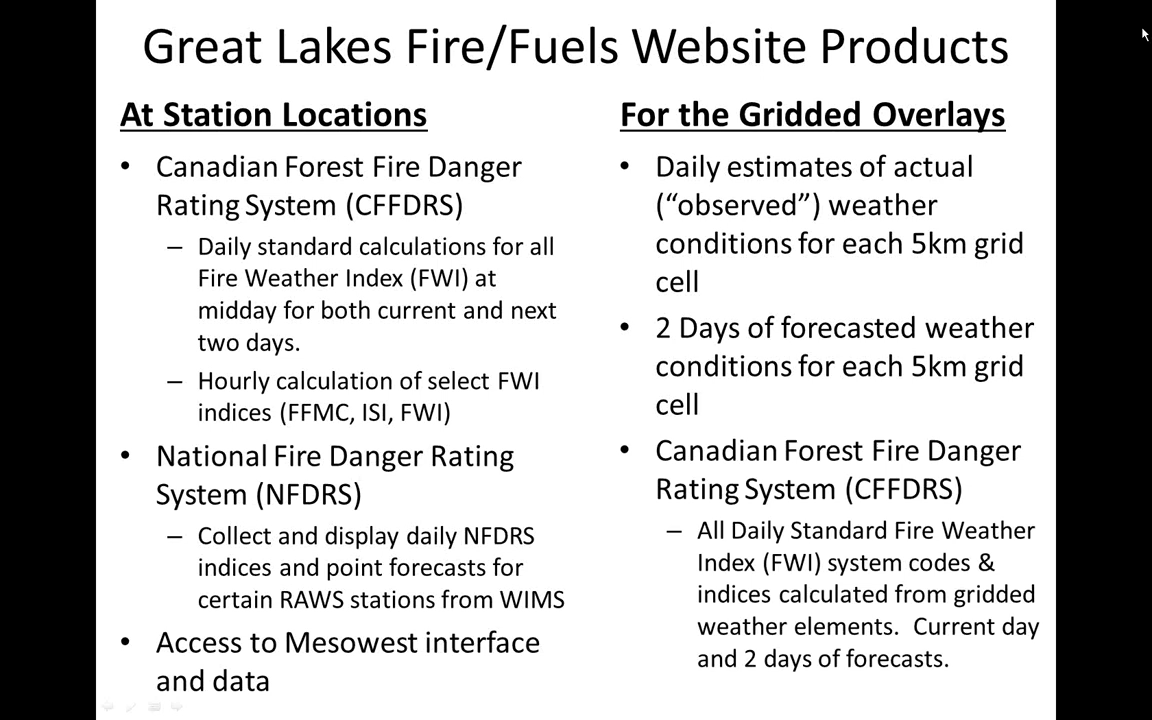 Great Lakes Fire/Fuels Website Products
At Station Locations
• Canadian Forest Fire Danger
Rating System (CFFDRS)
– Daily standard calculations for all
Fire Weather Index (FWI) at
midday for both current and next
two days.
– Hourly calculation of select FWI
indices (FFMC, ISI, FWI)
• National Fire Danger Rating
System (NFDRS)
– Collect and display daily NFDRS
indices and point forecasts for
certain RAWS stations from WIMS
• Access to Mesowest interface
and data
For the Gridded Overlays
• Daily estimates of actual
(“observed”) weather
conditions for each 5km grid
cell
• 2 Days of forecasted weather
conditions for each 5km grid
cell
• Canadian Forest Fire Danger
Rating System (CFFDRS)
– All Daily Standard Fire Weather
Index (FWI) system codes &
indices calculated from gridded
weather elements.  Current day
and 2 days of forecasts.